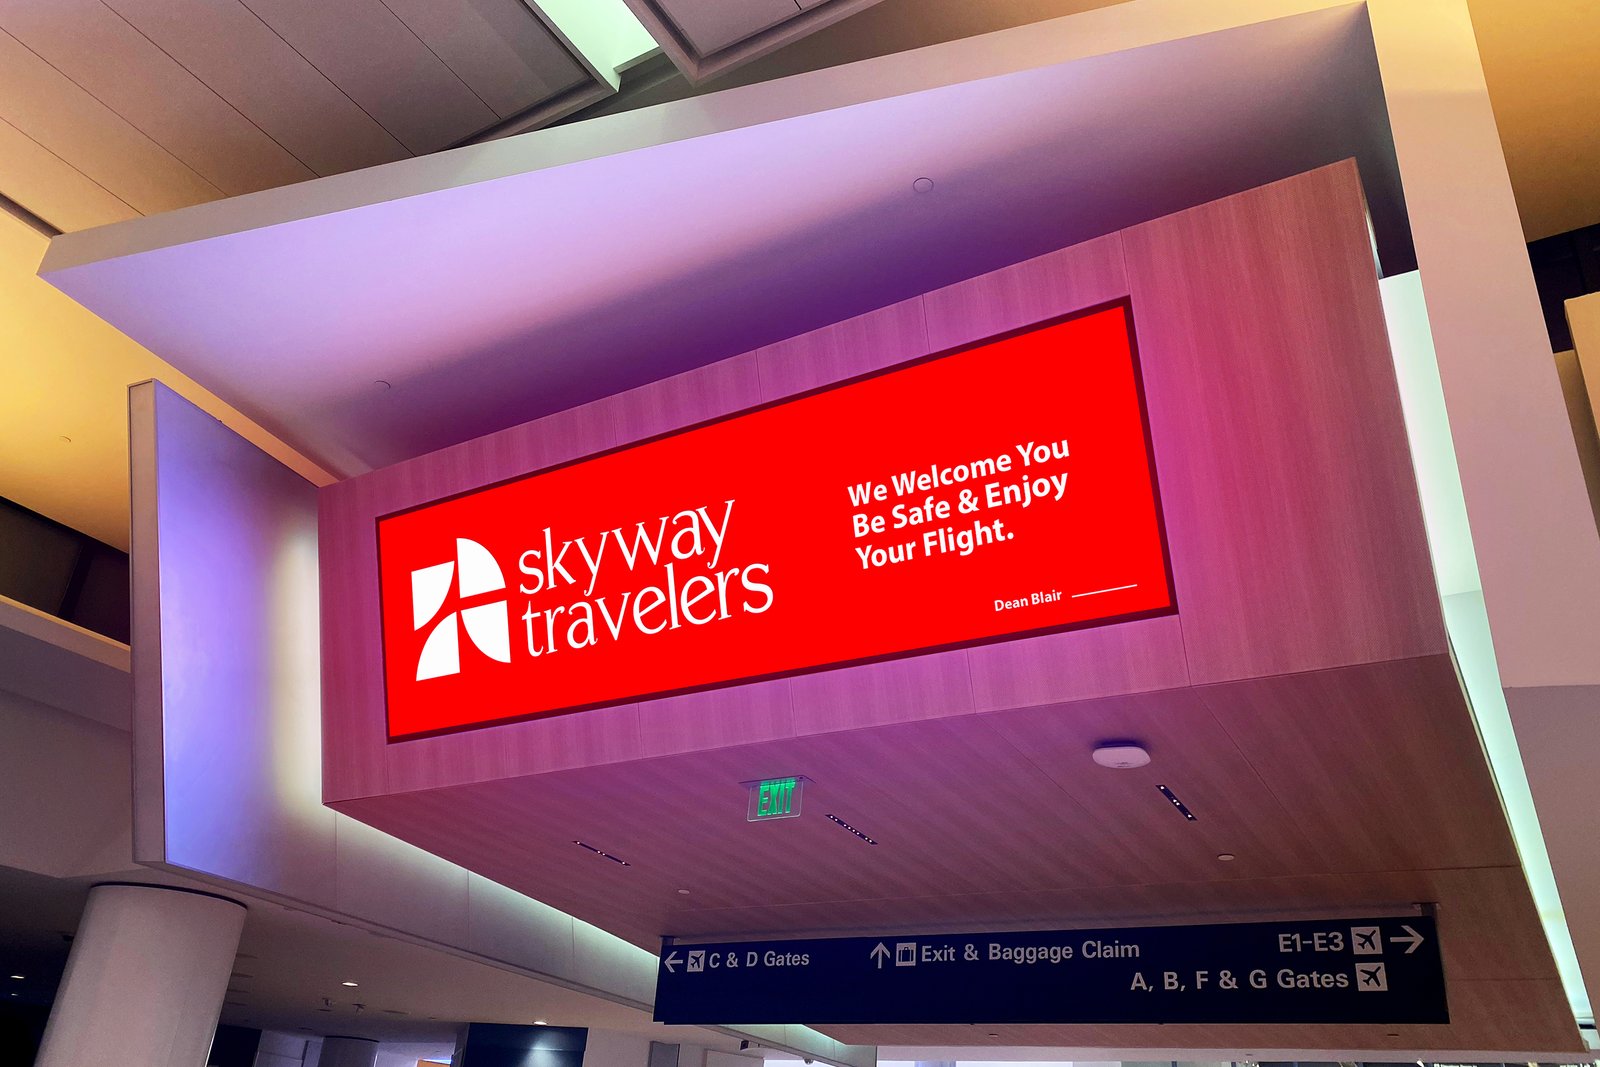 skyway
travelers
We Welcome You
Be Safe & Enjoy
Your Flight.
Dean Blair
EXIT
C & D Gates
Exit & Baggage Claim
E1-E3
A, B, F & G Gates